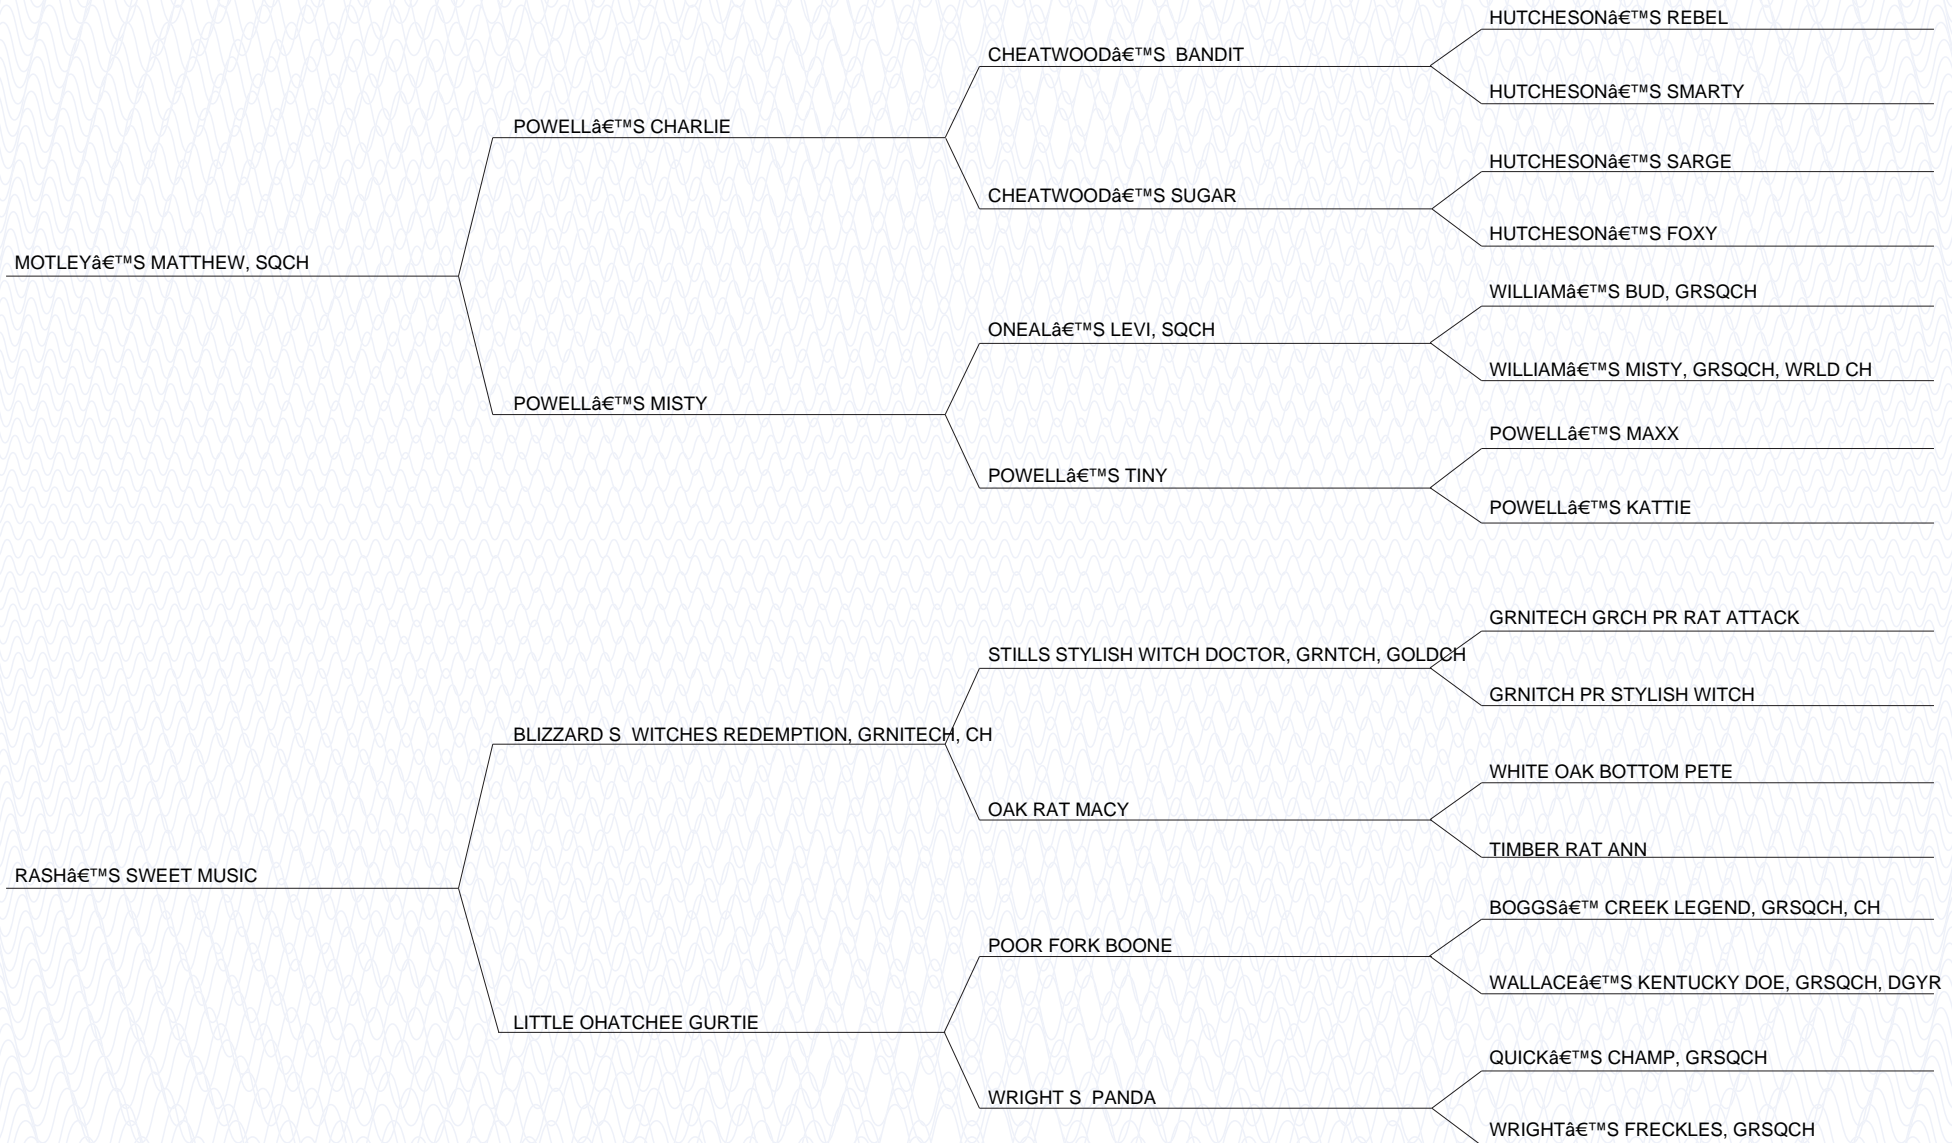 HUTCHESONâ€™S REBEL
CHEATWOODâ€™S  BANDIT
HUTCHESONâ€™S SMARTY
POWELLâ€™S CHARLIE
HUTCHESONâ€™S SARGE
CHEATWOODâ€™S SUGAR
HUTCHESONâ€™S FOXY
MOTLEYâ€™S MATTHEW, SQCH
WILLIAMâ€™S BUD, GRSQCH
ONEALâ€™S LEVI, SQCH
WILLIAMâ€™S MISTY, GRSQCH, WRLD CH
POWELLâ€™S MISTY
POWELLâ€™S MAXX
POWELLâ€™S TINY
POWELLâ€™S KATTIE
GRNITECH GRCH PR RAT ATTACK
STILLS STYLISH WITCH DOCTOR, GRNTCH, GOLDCH
GRNITCH PR STYLISH WITCH
BLIZZARD S  WITCHES REDEMPTION, GRNITECH, CH
WHITE OAK BOTTOM PETE
OAK RAT MACY
TIMBER RAT ANN
RASHâ€™S SWEET MUSIC
BOGGSâ€™ CREEK LEGEND, GRSQCH, CH
POOR FORK BOONE
WALLACEâ€™S KENTUCKY DOE, GRSQCH, DGYR
LITTLE OHATCHEE GURTIE
QUICKâ€™S CHAMP, GRSQCH
WRIGHT S  PANDA
WRIGHTâ€™S FRECKLES, GRSQCH